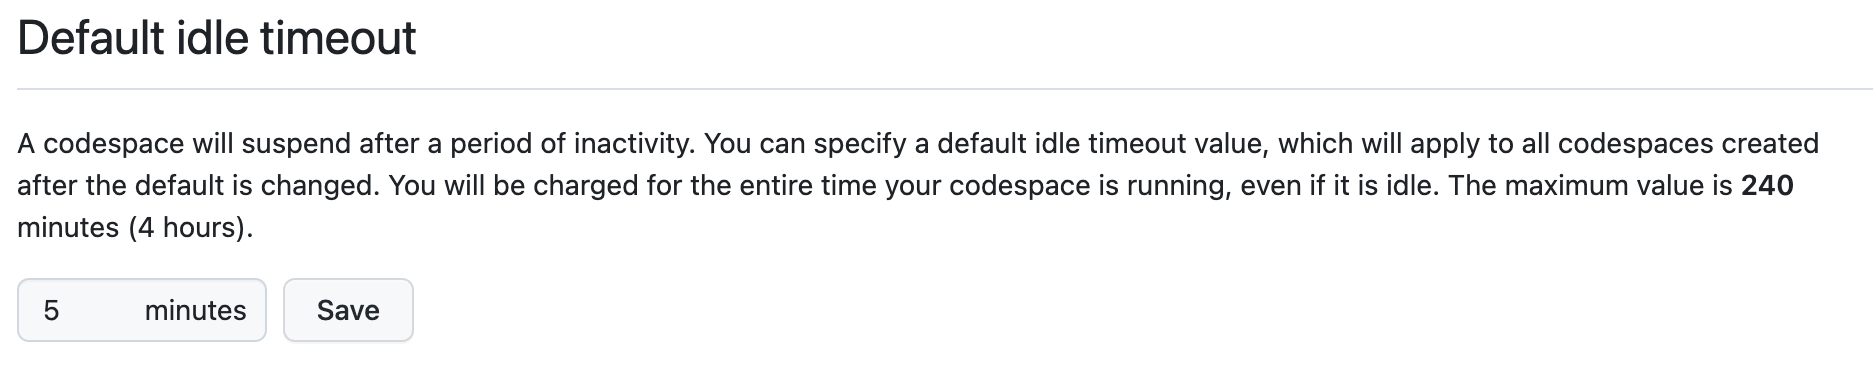 Default idle timeout
A codespace will suspend after a period of inactivity. You can specify a default idle timeout value, which will apply to all codespaces created
after the default is changed. You will be charged for the entire time your codespace is running, even if it is idle. The maximum value is 240
minutes (4 hours).
5 minutes Save